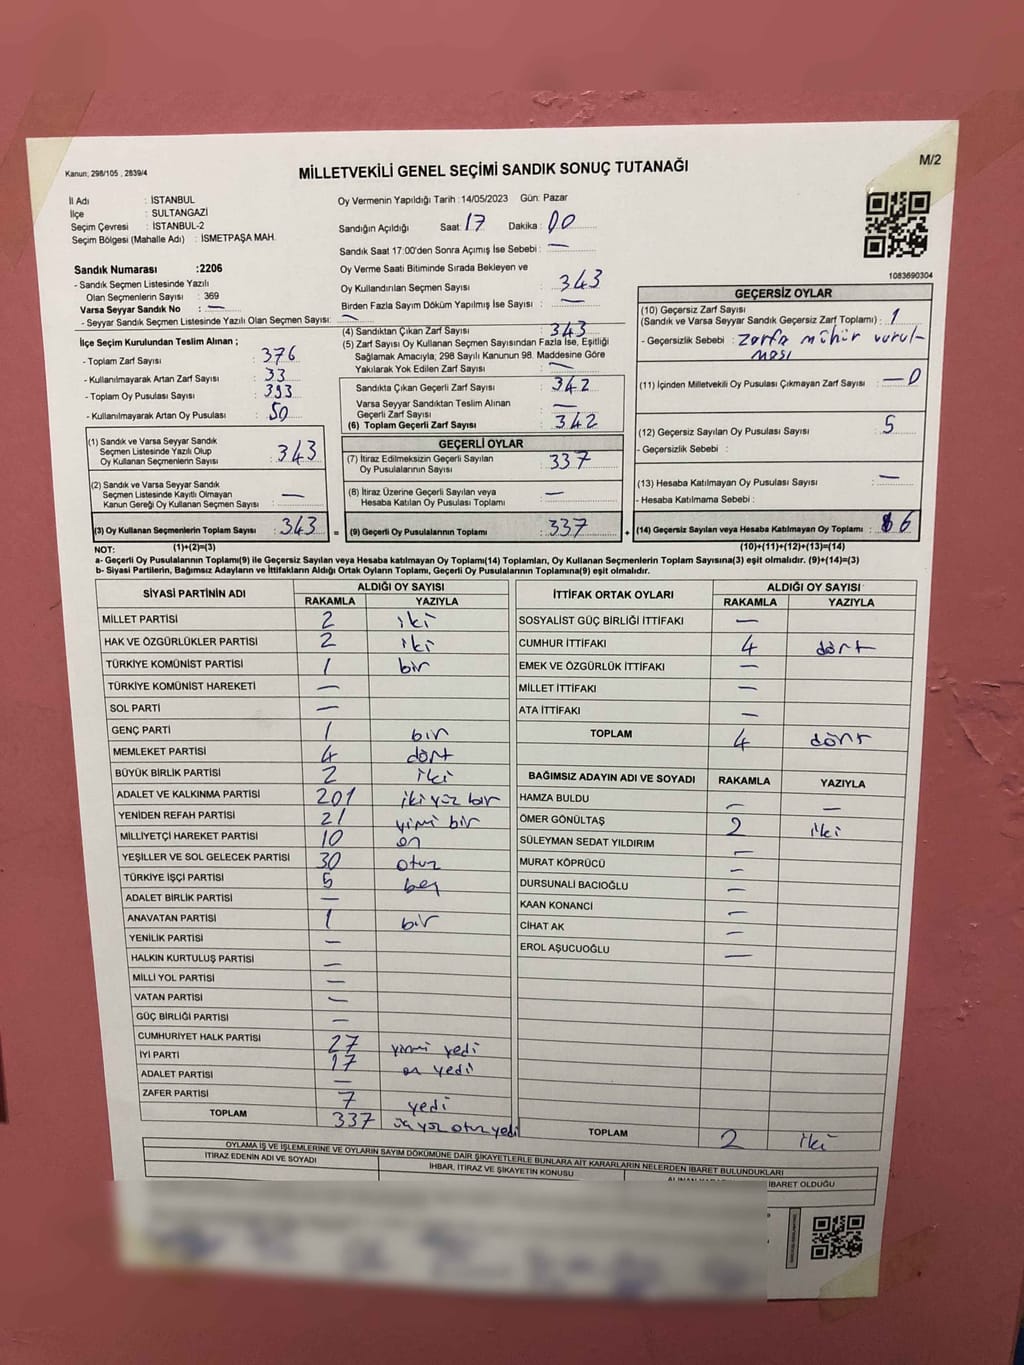 Kanun; 298/105 , 2839/4
MİLLETVEKİLİ GENEL SEÇİMİ SANDIK SONUÇ TUTANAĞI
M/2
İl Adı : İSTANBUL
İlçe : SULTANGAZİ
Seçim Çevresi : İSTANBUL-2
Seçim Bölgesi (Mahalle Adı) : İSMETPAŞA MAH.
Oy Vermenin Yapıldığı Tarih : 14/05/2023 Gün: Pazar
Sandığın Açıldığı Saat : 17 Dakika : 00
Sandık Saat 17:00'den Sonra Açılmış İse Sebebi : —
Oy Verme Saati Bitiminde Sırada Bekleyen ve
Oy Kullandırılan Seçmen Sayısı : 343
Birden Fazla Sayım Döküm Yapılmış İse Sayısı : —
1083690304
Sandık Numarası :2206
- Sandık Seçmen Listesinde Yazılı
Olan Seçmenlerin Sayısı : 369
Varsa Seyyar Sandık No : —
- Seyyar Sandık Seçmen Listesinde Yazılı Olan Seçmen Sayısı: —
İlçe Seçim Kurulundan Teslim Alınan ;
- Toplam Zarf Sayısı : 376
- Kullanılmayarak Artan Zarf Sayısı : 33
- Toplam Oy Pusulası Sayısı : 393
- Kullanılmayarak Artan Oy Pusulası : 50
(1) Sandık ve Varsa Seyyar Sandık
Seçmen Listesinde Yazılı Olup
Oy Kullanan Seçmenlerin Sayısı : 343
(2) Sandık ve Varsa Seyyar Sandık
Seçmen Listesinde Kayıtlı Olmayan
Kanun Gereği Oy Kullanan Seçmen Sayısı : —
(3) Oy Kullanan Seçmenlerin Toplam Sayısı : 343 =
(4) Sandıktan Çıkan Zarf Sayısı : 343
(5) Zarf Sayısı Oy Kullanan Seçmen Sayısından Fazla İse, Eşitliği
Sağlamak Amacıyla; 298 Sayılı Kanunun 98. Maddesine Göre
Yakılarak Yok Edilen Zarf Sayısı : —
Sandıkta Çıkan Geçerli Zarf Sayısı : 342
Varsa Seyyar Sandıktan Teslim Alınan
Geçerli Zarf Sayısı : —
(6) Toplam Geçerli Zarf Sayısı : 342
GEÇERLİ OYLAR
(7) İtiraz Edilmeksizin Geçerli Sayılan
Oy Pusulalarının Sayısı : 337
(8) İtiraz Üzerine Geçerli Sayılan veya
Hesaba Katılan Oy Pusulası Toplamı : —
(9) Geçerli Oy Pusulalarının Toplamı : 337 +
GEÇERSİZ OYLAR
(10) Geçersiz Zarf Sayısı
(Sandık ve Varsa Seyyar Sandık Geçersiz Zarf Toplamı) : 1
- Geçersizlik Sebebi : Zarfa mühür vurul-
ması
(11) İçinden Milletvekili Oy Pusulası Çıkmayan Zarf Sayısı : — 0
(12) Geçersiz Sayılan Oy Pusulası Sayısı : 5
- Geçersizlik Sebebi :
(13) Hesaba Katılmayan Oy Pusulası Sayısı : —
- Hesaba Katılmama Sebebi :
(14) Geçersiz Sayılan veya Hesaba Katılmayan Oy Toplamı : 6
NOT: (1)+(2)=(3) (10)+(11)+(12)+(13)=(14)
a- Geçerli Oy Pusulalarının Toplamı(9) ile Geçersiz Sayılan veya Hesaba katılmayan Oy Toplamı(14) Toplamları, Oy Kullanan Seçmenlerin Toplam Sayısına(3) eşit olmalıdır. (9)+(14)=(3)
b- Siyasi Partilerin, Bağımsız Adayların ve İttifakların Aldığı Ortak Oyların Toplamı, Geçerli Oy Pusulalarının Toplamına(9) eşit olmalıdır.
SİYASİ PARTİNİN ADI ALDIĞI OY SAYISI
RAKAMLA YAZIYLA
MİLLET PARTİSİ 2 iki
HAK VE ÖZGÜRLÜKLER PARTİSİ 2 iki
TÜRKİYE KOMÜNİST PARTİSİ 1 bir
TÜRKİYE KOMÜNİST HAREKETİ —
SOL PARTİ —
GENÇ PARTİ 1 bir
MEMLEKET PARTİSİ 4 dört
BÜYÜK BİRLİK PARTİSİ 2 iki
ADALET VE KALKINMA PARTİSİ 201 iki yüz bir
YENİDEN REFAH PARTİSİ 21 yirmi bir
MİLLİYETÇİ HAREKET PARTİSİ 10 on
YEŞİLLER VE SOL GELECEK PARTİSİ 30 otuz
TÜRKİYE İŞÇİ PARTİSİ 5 beş
ADALET BİRLİK PARTİSİ —
ANAVATAN PARTİSİ 1 bir
YENİLİK PARTİSİ —
HALKIN KURTULUŞ PARTİSİ —
MİLLİ YOL PARTİSİ —
VATAN PARTİSİ —
GÜÇ BİRLİĞİ PARTİSİ —
CUMHURİYET HALK PARTİSİ 27 yirmi yedi
İYİ PARTİ 17 on yedi
ADALET PARTİSİ —
ZAFER PARTİSİ 7 yedi
TOPLAM 337 üç yüz otuz yedi
İTTİFAK ORTAK OYLARI ALDIĞI OY SAYISI
RAKAMLA YAZIYLA
SOSYALİST GÜÇ BİRLİĞİ İTTİFAKI —
CUMHUR İTTİFAKI 4 dört
EMEK VE ÖZGÜRLÜK İTTİFAKI —
MİLLET İTTİFAKI —
ATA İTTİFAKI —
TOPLAM 4 dört
BAĞIMSIZ ADAYIN ADI VE SOYADI RAKAMLA YAZIYLA
HAMZA BULDU — —
ÖMER GÖNÜLTAŞ 2 iki
SÜLEYMAN SEDAT YILDIRIM —
MURAT KÖPRÜCÜ —
DURSUNALİ BACIOĞLU —
KAAN KONANCİ —
CİHAT AK —
EROL AŞUCUOĞLU —
TOPLAM 2 iki
OYLAMA İŞ VE İŞLEMLERİNE VE OYLARIN SAYIM DÖKÜMÜNE DAİR ŞİKAYETLERLE BUNLARA AİT KARARLARIN NELERDEN İBARET BULUNDUKLARI
İTİRAZ EDENİN ADI VE SOYADI İHBAR, İTİRAZ VE ŞİKAYETİN KONUSU İBARET OLDUĞU